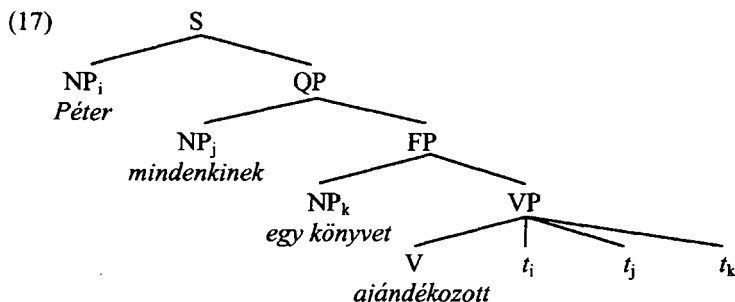 (17) S
NPi QP
Péter
NPj FP
mindenkinek
NPk VP
egy könyvet
V ti tj tk
ajándékozott